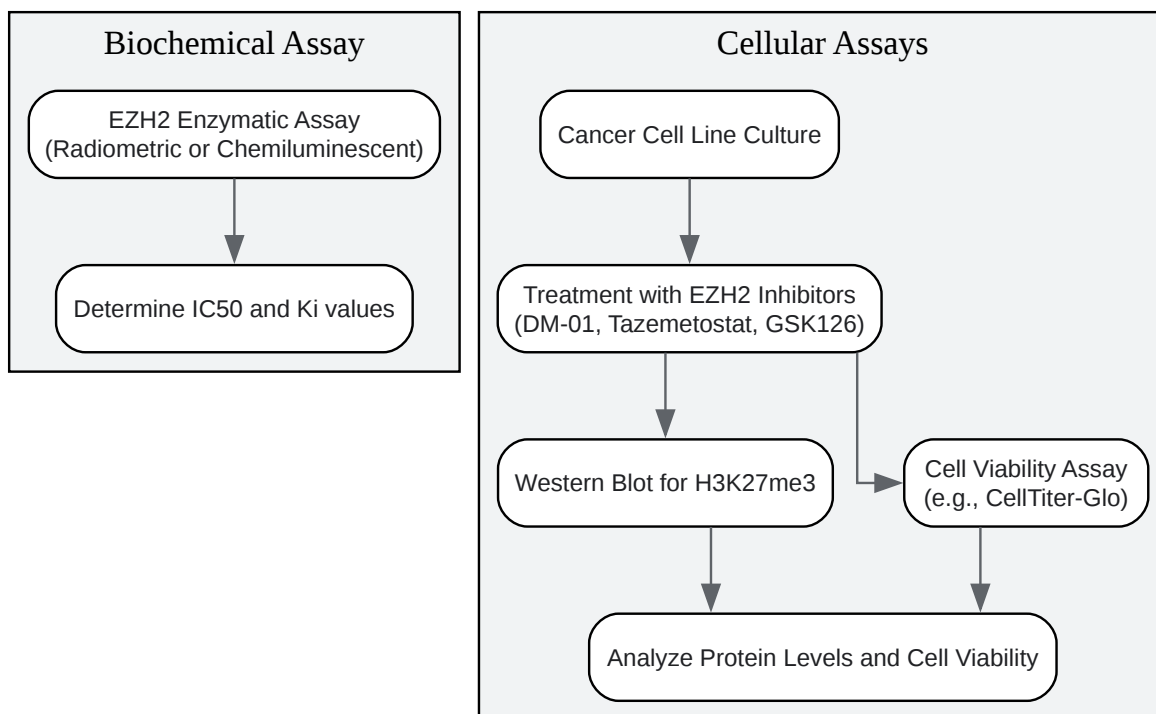 Biochemical Assay
EZH2 Enzymatic Assay
(Radiometric or Chemiluminescent)
Determine IC50 and Ki values
Cellular Assays
Cancer Cell Line Culture
Treatment with EZH2 Inhibitors
(DM-01, Tazemetostat, GSK126)
Western Blot for H3K27me3
Cell Viability Assay
(e.g., CellTiter-Glo)
Analyze Protein Levels and Cell Viability